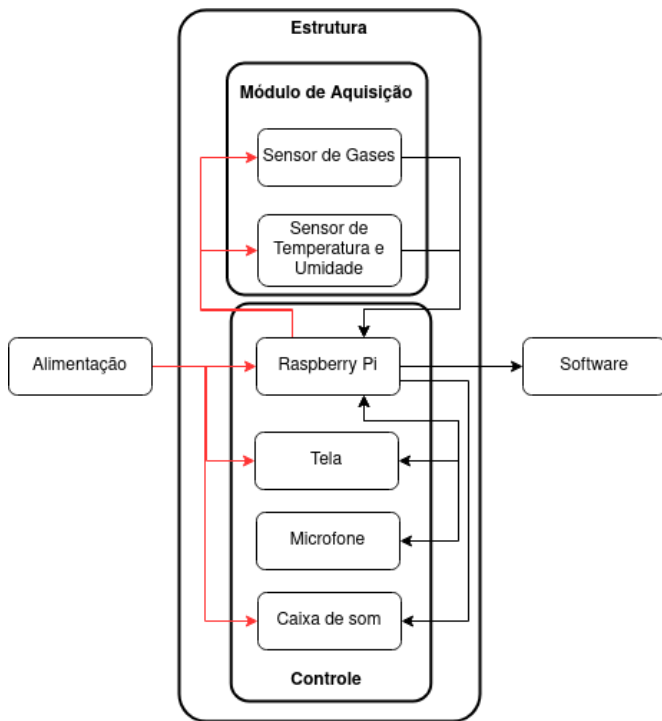 Estrutura
Módulo de Aquisição
Sensor de Gases
Sensor de
Temperatura e
Umidade
Alimentação
Raspberry Pi
Software
Tela
Microfone
Caixa de som
Controle